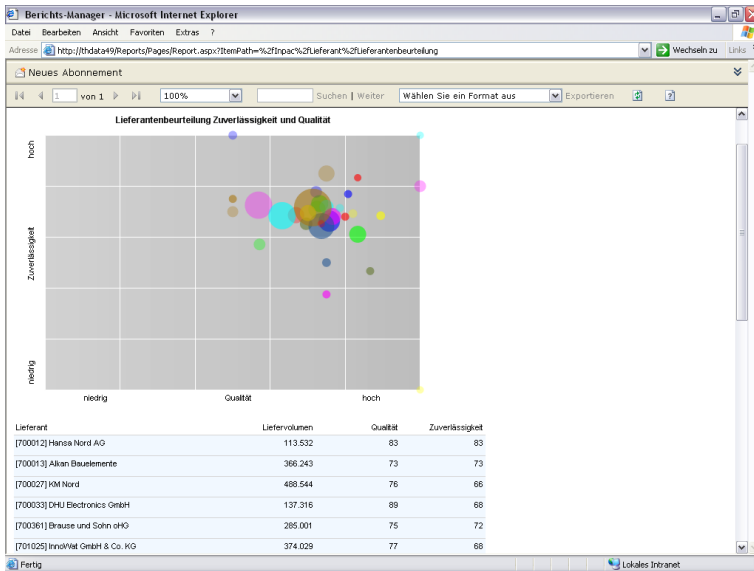 Berichts-Manager - Microsoft Internet Explorer
Datei Bearbeiten Ansicht Favoriten Extras ?
Adresse http://thdata49/Reports/Pages/Report.aspx?ItemPath=%2fInpac%2fLieferant%2fLieferantenbeurteilung Wechseln zu Links
Neues Abonnement
1 von 1 100% Suchen | Weiter Wählen Sie ein Format aus Exportieren
Lieferantenbeurteilung Zuverlässigkeit und Qualität
hoch
Zuverlässigkeit
niedrig
niedrig Qualität hoch
Lieferant Liefervolumen Qualität Zuverlässigkeit
[700012] Hansa Nord AG 113.532 83 83
[700013] Alkan Bauelemente 366.243 73 73
[700027] KM Nord 488.544 76 66
[700033] DHU Electronics GmbH 137.316 89 68
[700361] Brause und Sohn oHG 285.001 75 72
[701025] InnoWat GmbH & Co. KG 374.029 77 68
Fertig Lokales Intranet